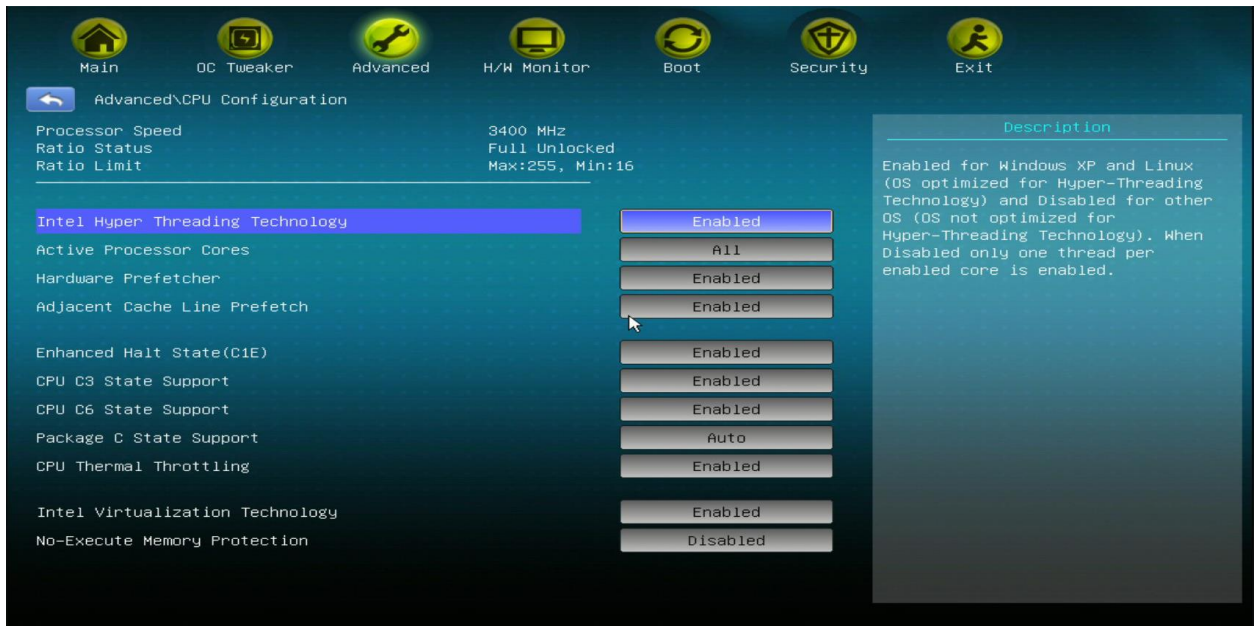 Main OC Tweaker Advanced H/W Monitor Boot Security Exit
Advanced\CPU Configuration
Processor Speed 3400 MHz
Ratio Status Full Unlocked
Ratio Limit Max:255, Min:16
Intel Hyper Threading Technology Enabled
Active Processor Cores All
Hardware Prefetcher Enabled
Adjacent Cache Line Prefetch Enabled
Enhanced Halt State(C1E) Enabled
CPU C3 State Support Enabled
CPU C6 State Support Enabled
Package C State Support Auto
CPU Thermal Throttling Enabled
Intel Virtualization Technology Enabled
No-Execute Memory Protection Disabled
Description
Enabled for Windows XP and Linux
(OS optimized for Hyper-Threading
Technology) and Disabled for other
OS (OS not optimized for
Hyper-Threading Technology). When
Disabled only one thread per
enabled core is enabled.